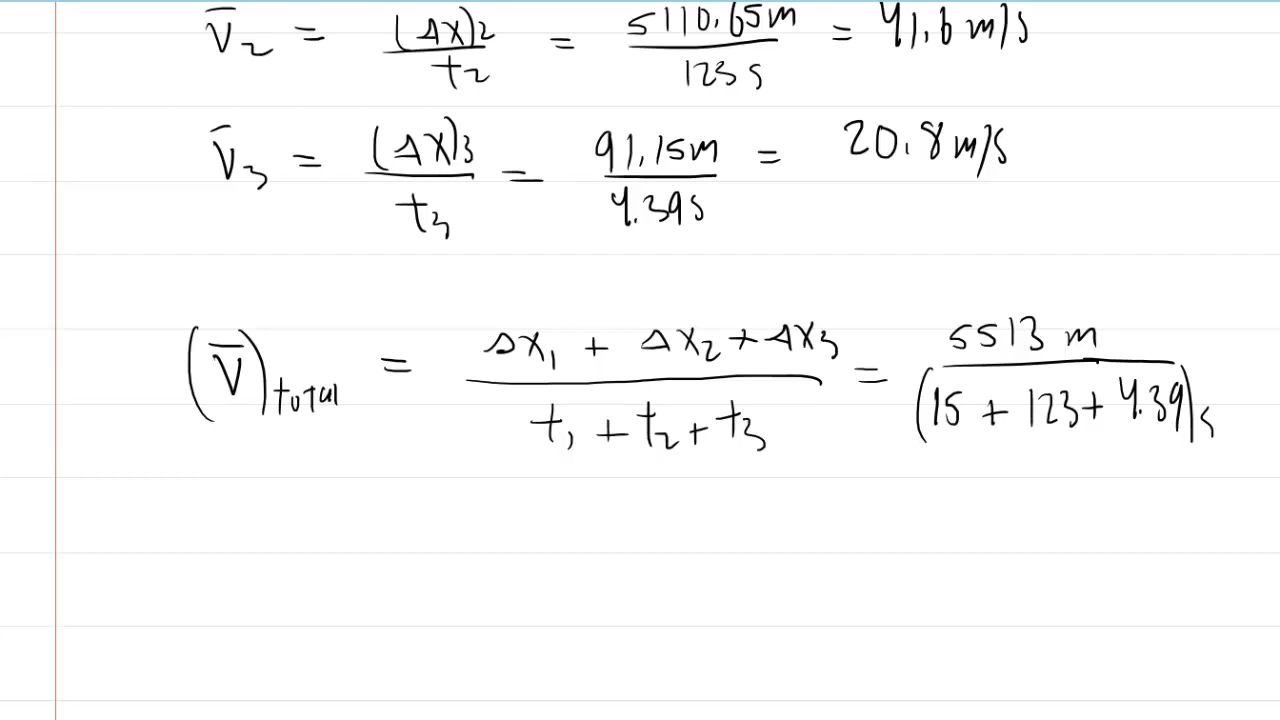 V̄₂ = (Δx)₂ / t₂ = 5110.65m / 123 s = 41.6 m/s
V̄₃ = (Δx)₃ / t₃ = 91.15m / 4.39s = 20.8 m/s
(V̄)total = Δx₁ + Δx₂ + Δx₃ / t₁ + t₂ + t₃ = 5513 m / (15 + 123 + 4.39)s